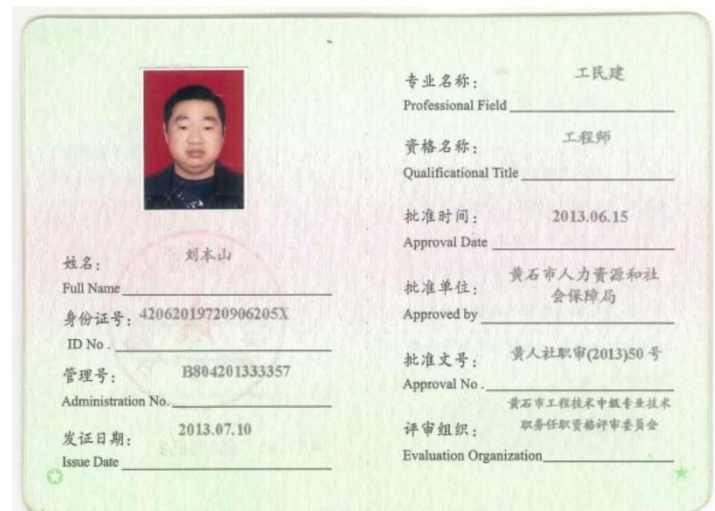 姓名：刘本山
Full Name
身份证号：42062019720906205X
ID No .
管理号：B804201333357
Administration No.
发证日期：2013.07.10
Issue Date
专业名称：工民建
Professional Field
资格名称：工程师
Qualificational Title
批准时间：2013.06.15
Approval Date
批准单位：黄石市人力资源和社
会保障局
Approved by
批准文号：黄人社职审(2013)50 号
Approval No .
黄石市工程技术中级专业技术
评审组织：职务任职资格评审委员会
Evaluation Organization